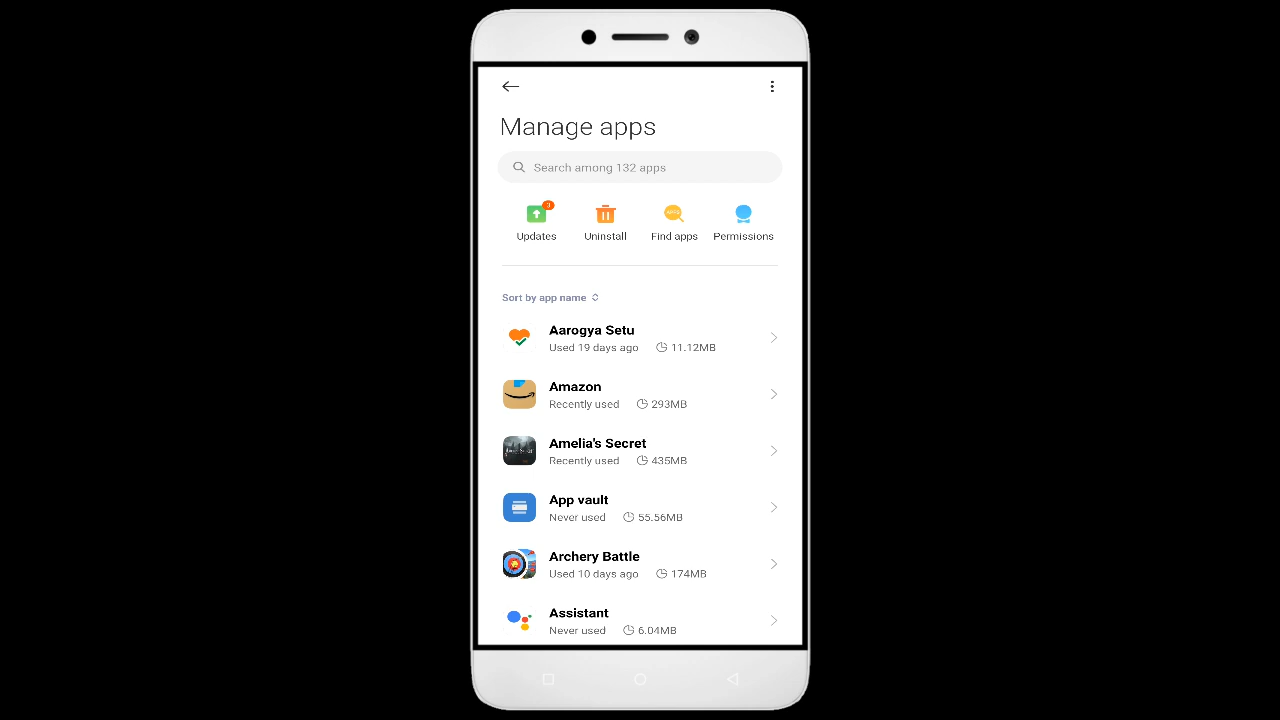 Manage apps
Search among 132 apps
3
Updates
Uninstall
Find apps
Permissions
Sort by app name
Aarogya Setu
Used 19 days ago 11.12MB
Amazon
Recently used 293MB
Amelia's Secret
Recently used 435MB
App vault
Never used 55.56MB
Archery Battle
Used 10 days ago 174MB
Assistant
Never used 6.04MB